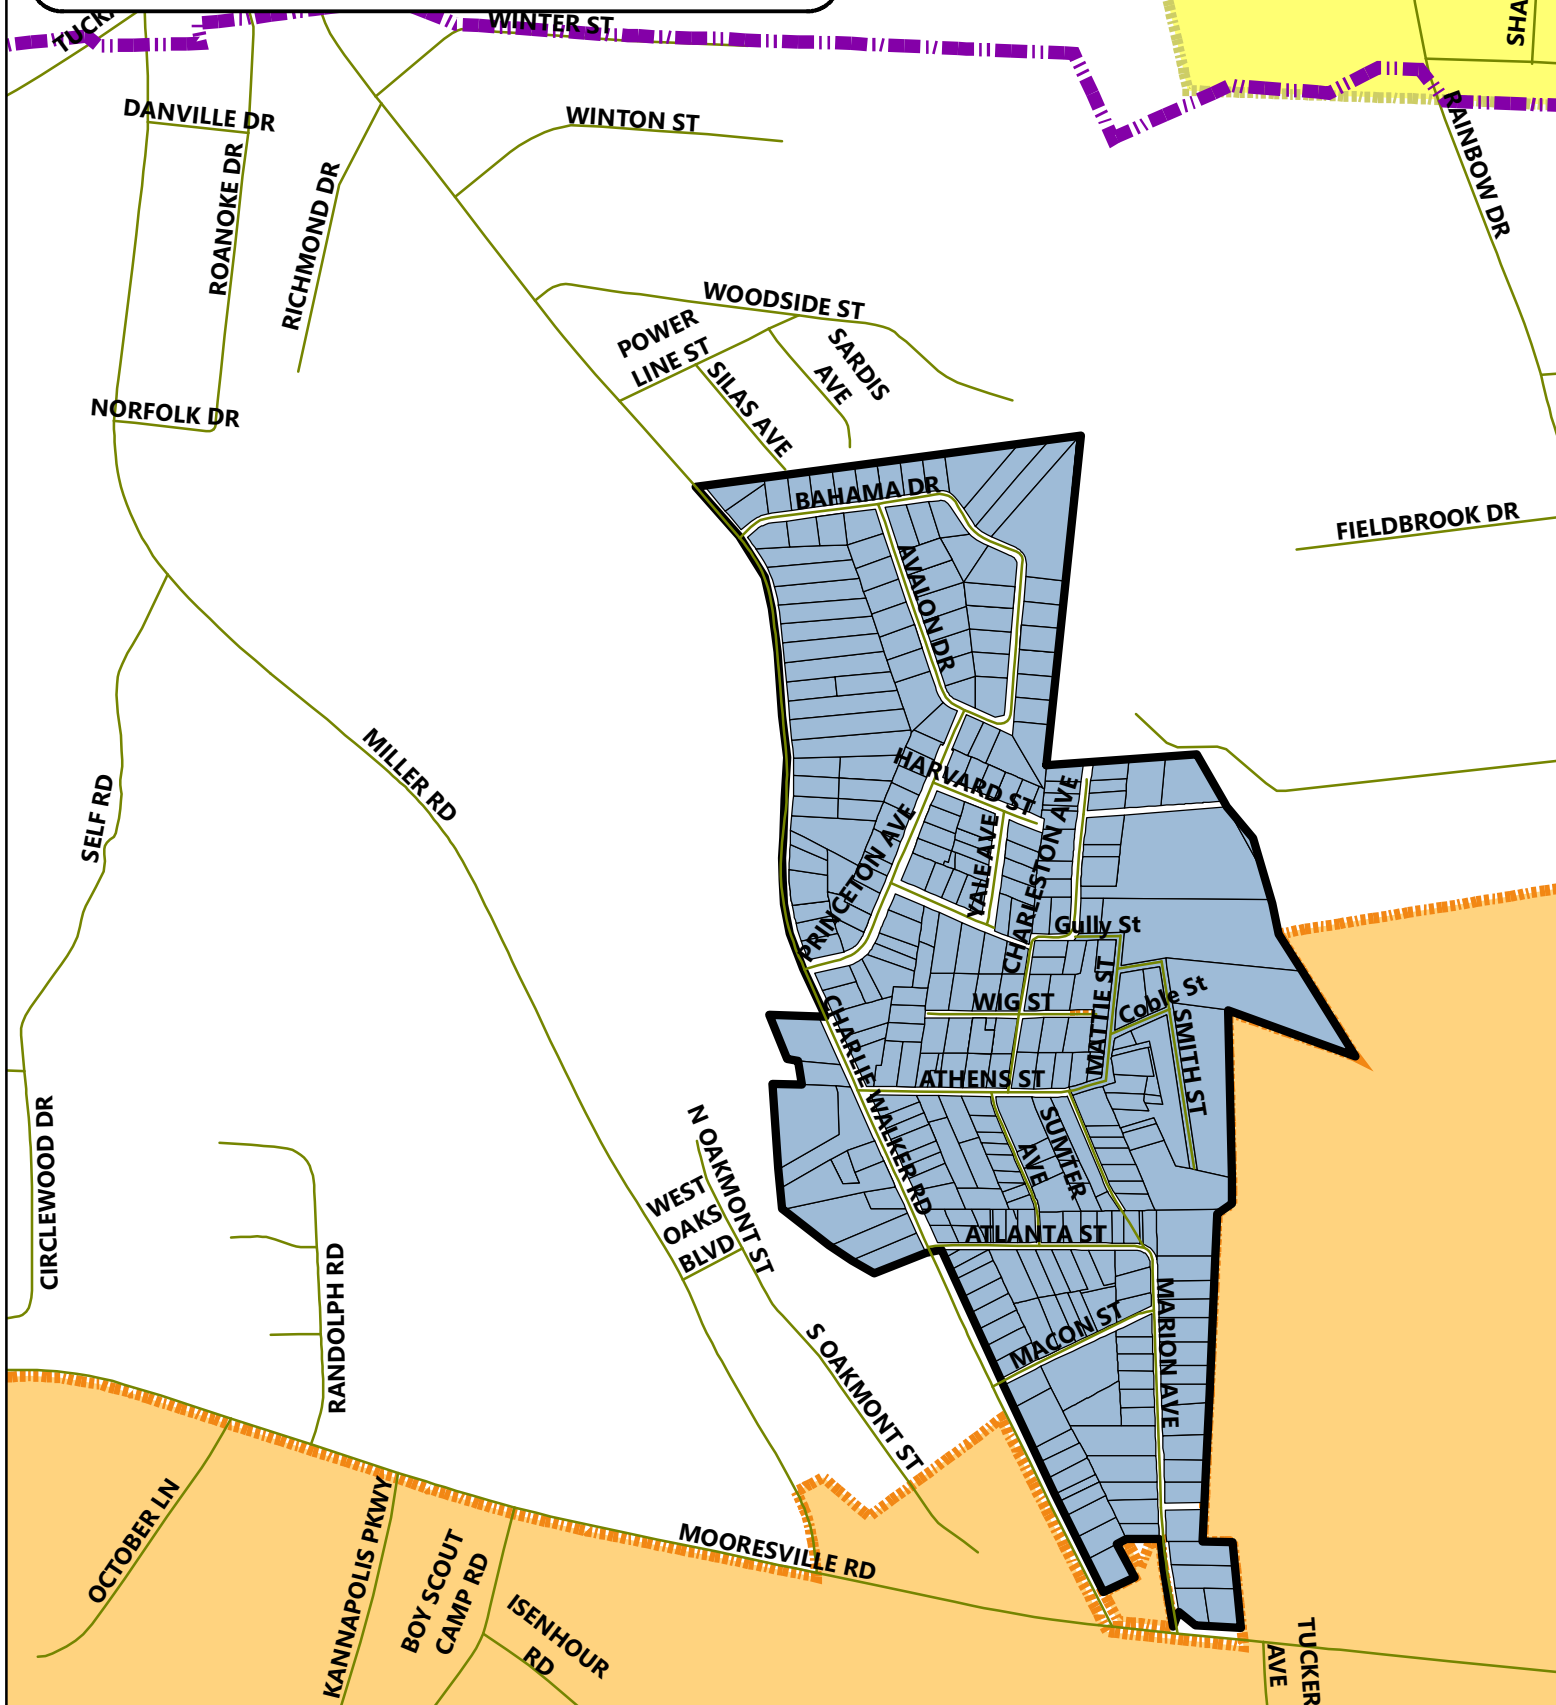 WINTER ST
DANVILLE DR
ROANOKE DR
RICHMOND DR
WINTON ST
RAINBOW DR
NORFOLK DR
WOODSIDE ST
POWER
LINE ST
SILAS AVE
SARDIS
AVE
BAHAMA DR
AVALON DR
FIELDBROOK DR
MILLER RD
SELF RD
HARVARD ST
PRINCETON AVE
YALE AVE
CHARLESTON AVE
Gully St
WIG ST
MATTIE ST
Coble St
SMITH ST
CHARLIE WALKER RD
ATHENS ST
SUMTER
AVE
ATLANTA ST
CIRCLEWOOD DR
RANDOLPH RD
N OAKMONT ST
WEST
OAKS
BLVD
S OAKMONT ST
MACON ST
MARION AVE
OCTOBER LN
KANNAPOLIS PKWY
BOY SCOUT
CAMP RD
ISENHOUR
RD
MOORESVILLE RD
TUCKER
AVE